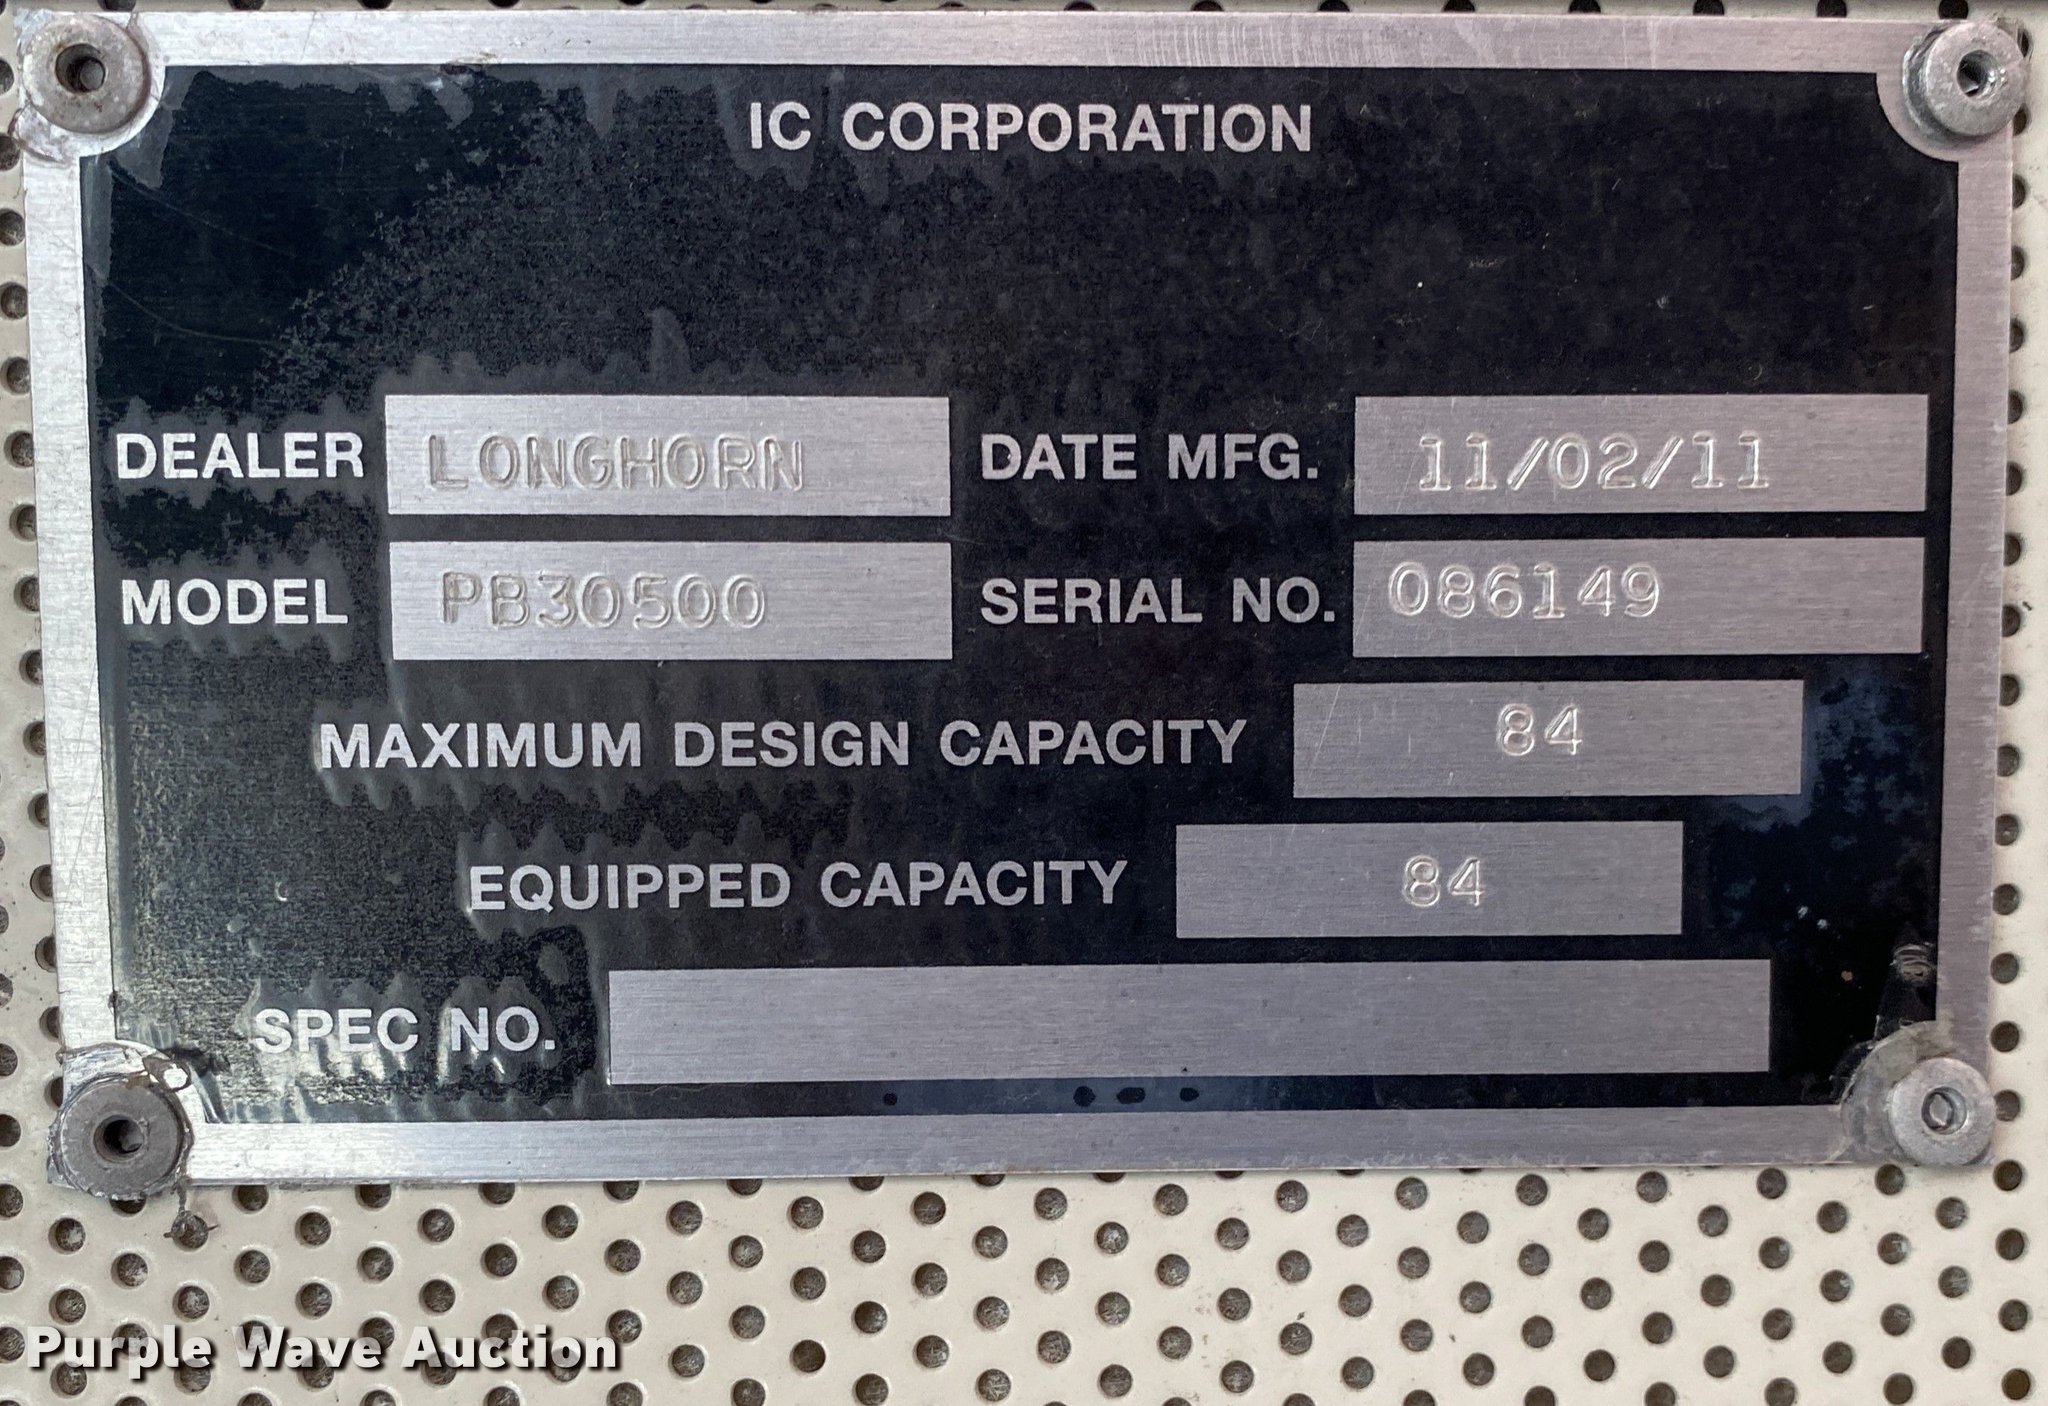 IC CORPORATION
DEALER LONGHORN DATE MFG. 11/02/11
MODEL PB30500 SERIAL NO. 086149
MAXIMUM DESIGN CAPACITY 84
EQUIPPED CAPACITY 84
SPEC NO.
Purple Wave Auction